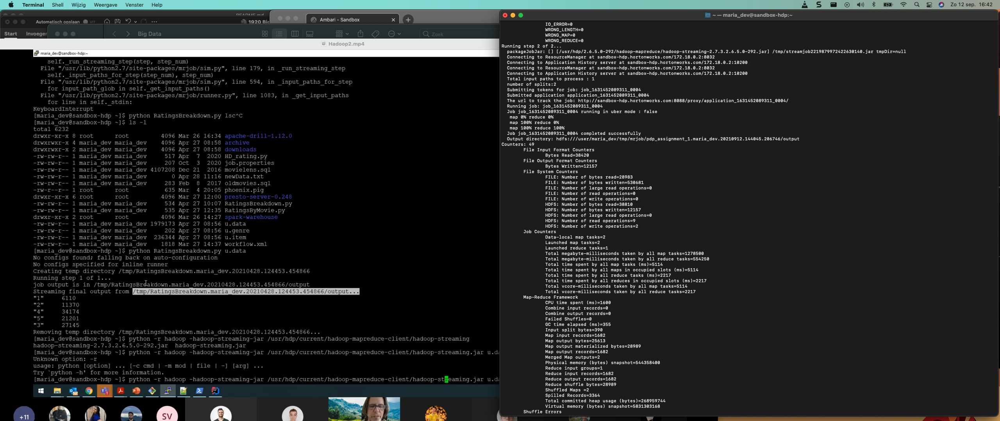 Terminal Shell Wijzig Weergave Venster Help Zo 12 sep. 16:42
README.md
Automatisch opslaan UIT
Ambari - Sandbox
Start Invoegen
Big Data
Zoek
Hadoop2.mp4
maria_dev@sandbox-hdp:~
self._run_streaming_step(step, step_num)
File "/usr/lib/python2.7/site-packages/mrjob/sim.py", line 179, in _run_streaming_step
self._input_paths_for_step(step_num), step_num)
File "/usr/lib/python2.7/site-packages/mrjob/sim.py", line 594, in _input_paths_for_step
for input_path_glob in self._get_input_paths()
File "/usr/lib/python2.7/site-packages/mrjob/runner.py", line 1083, in _get_input_paths
for line in self._stdin:
KeyboardInterrupt
[maria_dev@sandbox-hdp ~]$ python RatingsBreakdown.py lsc^C
[maria_dev@sandbox-hdp ~]$ ls -l
total 6232
drwxr-xr-x 8 root root 4096 Mar 26 16:34 apache-drill-1.12.0
drwxrwxr-x 4 maria_dev maria_dev 4096 Apr 27 08:58 archive
drwxrwxr-x 2 maria_dev maria_dev 4096 Apr 27 08:58 downloads
-rw-rw-r-- 1 maria_dev maria_dev 517 Apr 7 2020 HD_rating.py
-rw-rw-r-- 1 maria_dev maria_dev 207 Oct 3 2020 job.properties
-rw-rw-r-- 1 maria_dev maria_dev 4107208 Dec 21 2016 movielens.sql
-rw-rw-r-- 1 maria_dev maria_dev 0 Apr 28 11:16 newData.txt
-rw-rw-r-- 1 maria_dev maria_dev 283 Feb 8 2017 oldmovies.sql
-rw-r--r-- 1 root root 635 Mar 4 20:05 phoenix.pig
drwxr-xr-x 6 root root 4096 Mar 27 12:00 presto-server-0.248
-rw-rw-r-- 1 maria_dev maria_dev 534 Apr 27 10:07 RatingsBreakdown.py
-rw-rw-r-- 1 maria_dev maria_dev 535 Apr 27 12:35 RatingsByMovie.py
drwxr-xr-x 2 root root 4096 Mar 26 14:27 spark-warehouse
-rw-rw-r-- 1 maria_dev maria_dev 1979173 Apr 27 08:56 u.data
-rw-rw-r-- 1 maria_dev maria_dev 202 Apr 27 08:56 u.genre
-rw-rw-r-- 1 maria_dev maria_dev 236344 Apr 27 08:56 u.item
-rw-rw-r-- 1 maria_dev maria_dev 1818 Mar 27 14:37 workflow.xml
[maria_dev@sandbox-hdp ~]$ python RatingsBreakdown.py u.data
No configs found; falling back on auto-configuration
No configs specified for inline runner
Creating temp directory /tmp/RatingsBreakdown.maria_dev.20210428.124453.454866
Running step 1 of 1...
job output is in /tmp/RatingsBreakdown.maria_dev.20210428.124453.454866/output
Streaming final output from /tmp/RatingsBreakdown.maria_dev.20210428.124453.454866/output...
"1" 6110
"2" 11370
"4" 34174
"5" 21201
"3" 27145
Removing temp directory /tmp/RatingsBreakdown.maria_dev.20210428.124453.454866...
[maria_dev@sandbox-hdp ~]$ python -r hadoop -hadoop-streaming-jar /usr/hdp/current/hadoop-mapreduce-client/hadoop-streaming
hadoop-streaming-2.7.3.2.6.5.0-292.jar hadoop-streaming.jar
[maria_dev@sandbox-hdp ~]$ python -r hadoop -hadoop-streaming-jar /usr/hdp/current/hadoop-mapreduce-client/hadoop-streaming.jar u.da
Unknown option: -r
usage: python [option] ... [-c cmd | -m mod | file | -] [arg] ...
Try `python -h' for more information.
[maria_dev@sandbox-hdp ~]$ python -r hadoop -hadoop-streaming-jar /usr/hdp/current/hadoop-mapreduce-client/hadoop-streaming.jar u.da
+11 SV
~ — maria_dev@sandbox-hdp:~
IO_ERROR=0
WRONG_LENGTH=0
WRONG_MAP=0
WRONG_REDUCE=0
Running step 2 of 2...
packageJobJar: [] [/usr/hdp/2.6.5.0-292/hadoop-mapreduce/hadoop-streaming-2.7.3.2.6.5.0-292.jar] /tmp/streamjob2219879972422630140.jar tmpDir=null
Connecting to ResourceManager at sandbox-hdp.hortonworks.com/172.18.0.2:8032
Connecting to Application History server at sandbox-hdp.hortonworks.com/172.18.0.2:10200
Connecting to ResourceManager at sandbox-hdp.hortonworks.com/172.18.0.2:8032
Connecting to Application History server at sandbox-hdp.hortonworks.com/172.18.0.2:10200
Total input paths to process : 1
number of splits:2
Submitting tokens for job: job_1631452089311_0004
Submitted application application_1631452089311_0004
The url to track the job: http://sandbox-hdp.hortonworks.com:8088/proxy/application_1631452089311_0004/
Running job: job_1631452089311_0004
Job job_1631452089311_0004 running in uber mode : false
map 0% reduce 0%
map 100% reduce 0%
map 100% reduce 100%
Job job_1631452089311_0004 completed successfully
Output directory: hdfs:///user/maria_dev/tmp/mrjob/pdp_assignment_1.maria_dev.20210912.144045.206746/output
Counters: 49
File Input Format Counters
Bytes Read=38420
File Output Format Counters
Bytes Written=12157
File System Counters
FILE: Number of bytes read=28983
FILE: Number of bytes written=530681
FILE: Number of large read operations=0
FILE: Number of read operations=0
FILE: Number of write operations=0
HDFS: Number of bytes read=38810
HDFS: Number of bytes written=12157
HDFS: Number of large read operations=0
HDFS: Number of read operations=9
HDFS: Number of write operations=2
Job Counters
Data-local map tasks=2
Launched map tasks=2
Launched reduce tasks=1
Total megabyte-milliseconds taken by all map tasks=1278500
Total megabyte-milliseconds taken by all reduce tasks=554250
Total time spent by all map tasks (ms)=5114
Total time spent by all maps in occupied slots (ms)=5114
Total time spent by all reduce tasks (ms)=2217
Total time spent by all reduces in occupied slots (ms)=2217
Total vcore-milliseconds taken by all map tasks=5114
Total vcore-milliseconds taken by all reduce tasks=2217
Map-Reduce Framework
CPU time spent (ms)=1600
Combine input records=0
Combine output records=0
Failed Shuffles=0
GC time elapsed (ms)=355
Input split bytes=390
Map input records=1682
Map output bytes=25613
Map output materialized bytes=28989
Map output records=1682
Merged Map outputs=2
Physical memory (bytes) snapshot=544358400
Reduce input groups=1
Reduce input records=1682
Reduce output records=1682
Reduce shuffle bytes=28989
Shuffled Maps =2
Spilled Records=3364
Total committed heap usage (bytes)=268959744
Virtual memory (bytes) snapshot=5831303168
Shuffle Errors